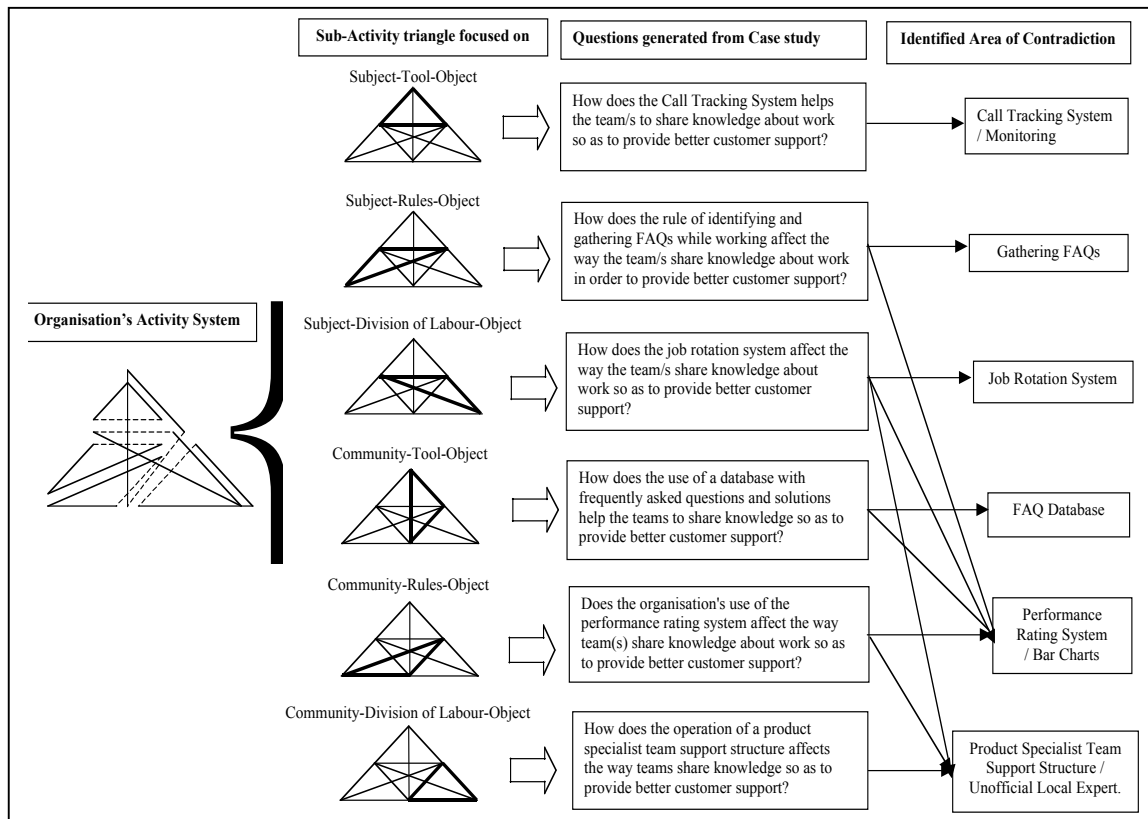 Sub-Activity triangle focused on
Questions generated from Case study
Identified Area of Contradiction
Organisation's Activity System
Subject-Tool-Object
How does the Call Tracking System helps
the team/s to share knowledge about work
so as to provide better customer support?
Call Tracking System
/ Monitoring
Subject-Rules-Object
How does the rule of identifying and
gathering FAQs while working affect the
way the team/s share knowledge about work
in order to provide better customer support?
Gathering FAQs
Subject-Division of Labour-Object
How does the job rotation system affect the
way the team/s share knowledge about
work so as to provide better customer
support?
Job Rotation System
Community-Tool-Object
How does the use of a database with
frequently asked questions and solutions
help the teams to share knowledge so as to
provide better customer support?
FAQ Database
Community-Rules-Object
Does the organisation's use of the
performance rating system affect the way
team(s) share knowledge about work so as
to provide better customer support?
Performance
Rating System
/ Bar Charts
Community-Division of Labour-Object
How does the operation of a product
specialist team support structure affects
the way teams share knowledge so as to
provide better customer support?
Product Specialist Team
Support Structure /
Unofficial Local Expert.